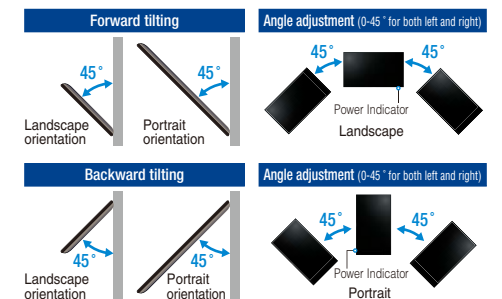 Forward tilting
45˚
Landscape
orientation
45˚
Portrait
orientation
Angle adjustment (0-45˚ for both left and right)
45˚
45˚
Power Indicator
Landscape
Backward tilting
45˚
Landscape
orientation
45˚
Portrait
orientation
Angle adjustment (0-45˚ for both left and right)
45˚
45˚
Power Indicator
Portrait